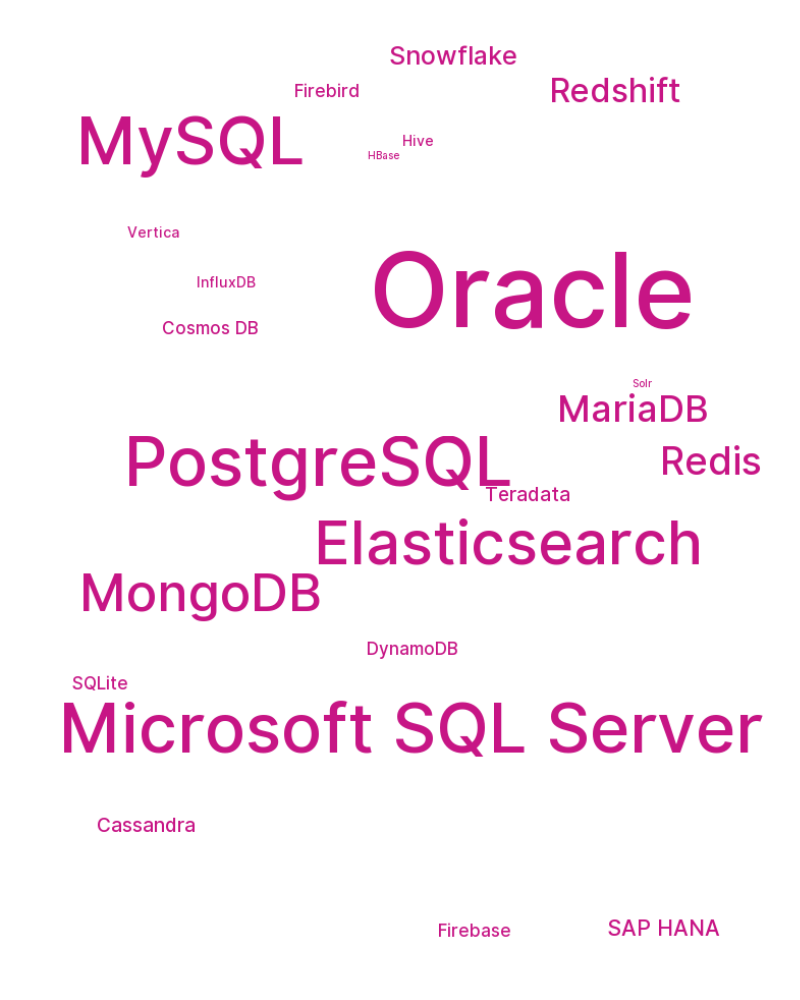 Snowflake
Firebird
Redshift
MySQL
Hive
HBase
Vertica
InfluxDB
Oracle
Cosmos DB
Solr
MariaDB
PostgreSQL
Redis
Teradata
Elasticsearch
MongoDB
DynamoDB
SQLite
Microsoft SQL Server
Cassandra
Firebase
SAP HANA